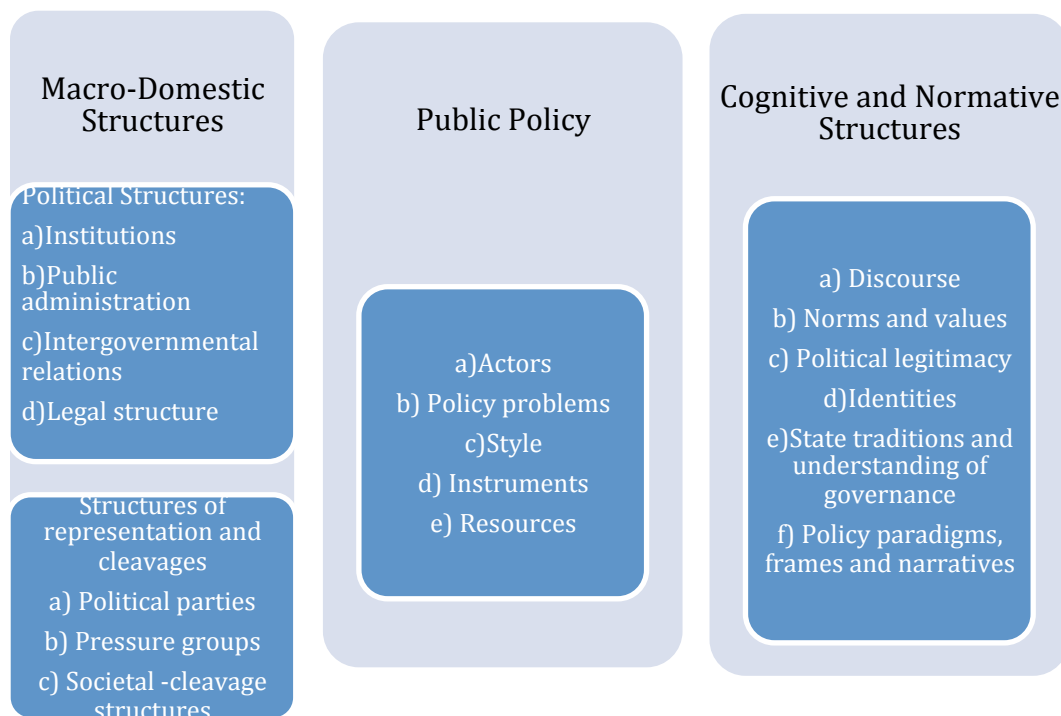 Macro-Domestic
Structures
Political Structures:
a)Institutions
b)Public
administration
c)Intergovernmental
relations
d)Legal structure
Structures of
representation and
cleavages
a) Political parties
b) Pressure groups
c) Societal -cleavage
structures
Public Policy
a)Actors
b) Policy problems
c)Style
d) Instruments
e) Resources
Cognitive and Normative
Structures
a) Discourse
b) Norms and values
c) Political legitimacy
d)Identities
e)State traditions and
understanding of
governance
f) Policy paradigms,
frames and narratives